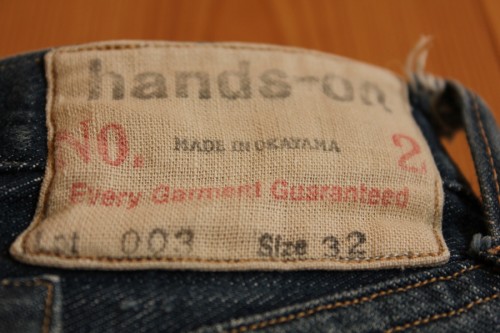 hands-on
NO. 2
MADE IN OKAYAMA
Every Garment Guaranteed
Lot 003 Size 32